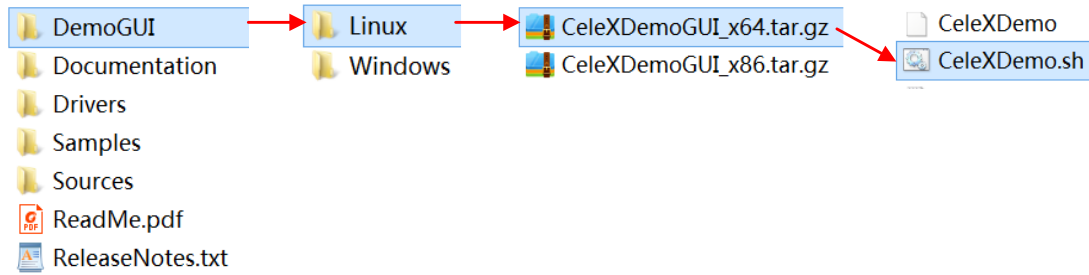 DemoGUI
Documentation
Drivers
Samples
Sources
ReadMe.pdf
ReleaseNotes.txt
Linux
Windows
CeleXDemoGUI_x64.tar.gz
CeleXDemoGUI_x86.tar.gz
CeleXDemo
CeleXDemo.sh